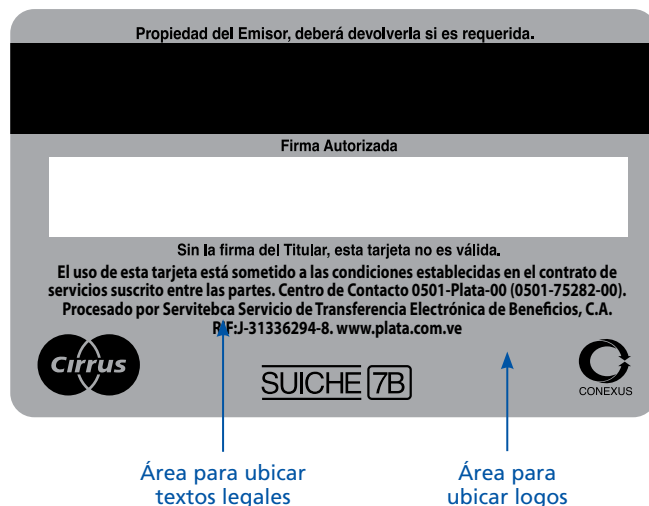 Propiedad del Emisor, deberá devolverla si es requerida.
Firma Autorizada
Sin la firma del Titular, esta tarjeta no es válida.
El uso de esta tarjeta está sometido a las condiciones establecidas en el contrato de
servicios suscrito entre las partes. Centro de Contacto 0501-Plata-00 (0501-75282-00).
Procesado por Servitebca Servicio de Transferencia Electrónica de Beneficios, C.A.
RIF:J-31336294-8. www.plata.com.ve
Cirrus
SUICHE 7B
CONEXUS
Área para ubicar
textos legales
Área para
ubicar logos